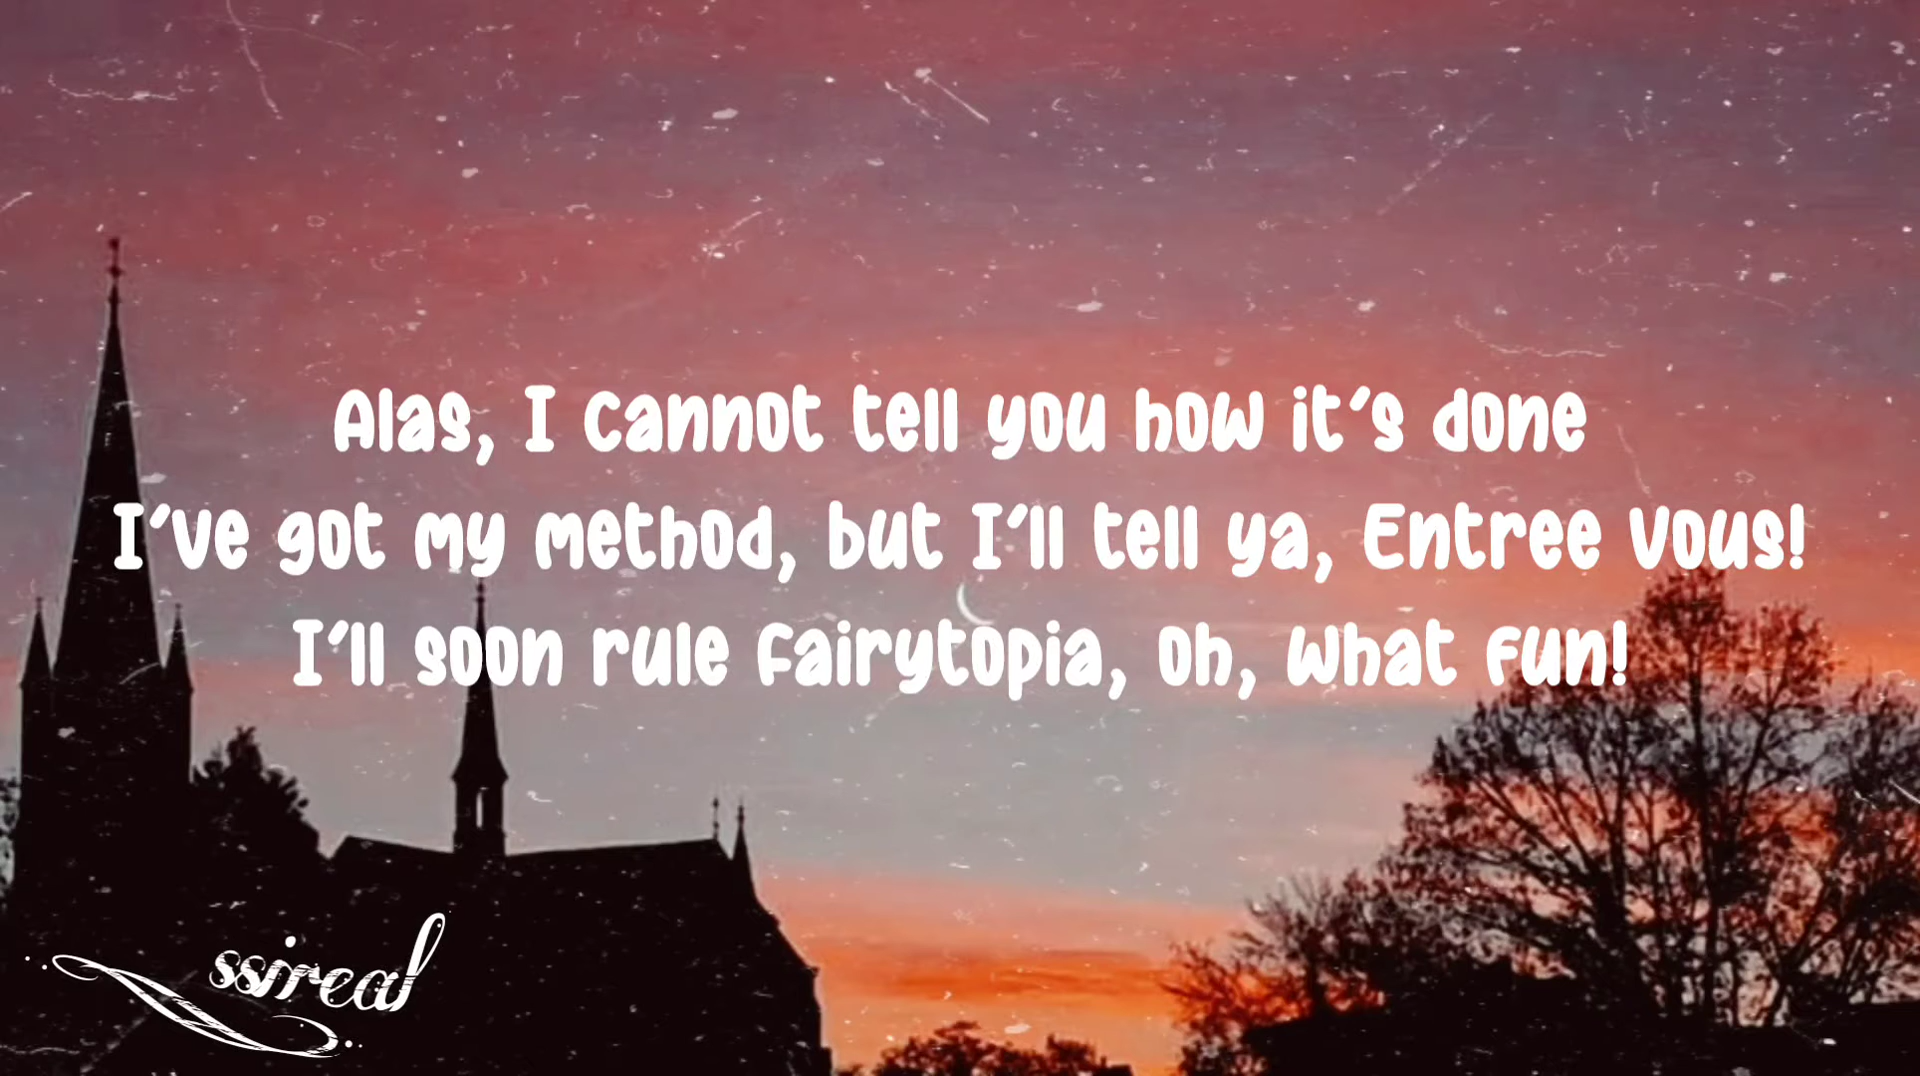 Alas, I cannot tell you how it's done
I've got my method, but I'll tell ya, Entree Vous!
I'll soon rule Fairytopia, oh, what fun!
ssireal